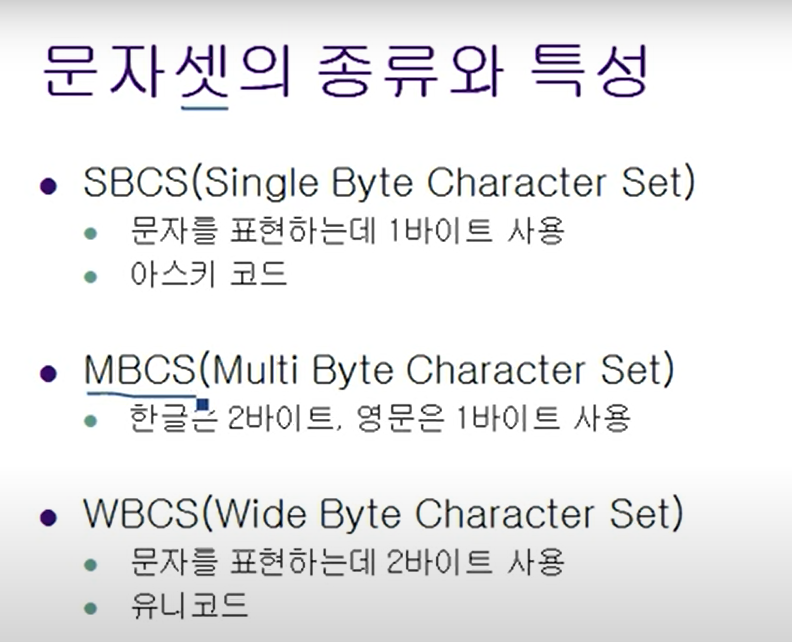 문자셋의 종류와 특성
SBCS(Single Byte Character Set)
문자를 표현하는데 1바이트 사용
아스키 코드
MBCS(Multi Byte Character Set)
한글은 2바이트, 영문은 1바이트 사용
WBCS(Wide Byte Character Set)
문자를 표현하는데 2바이트 사용
유니코드